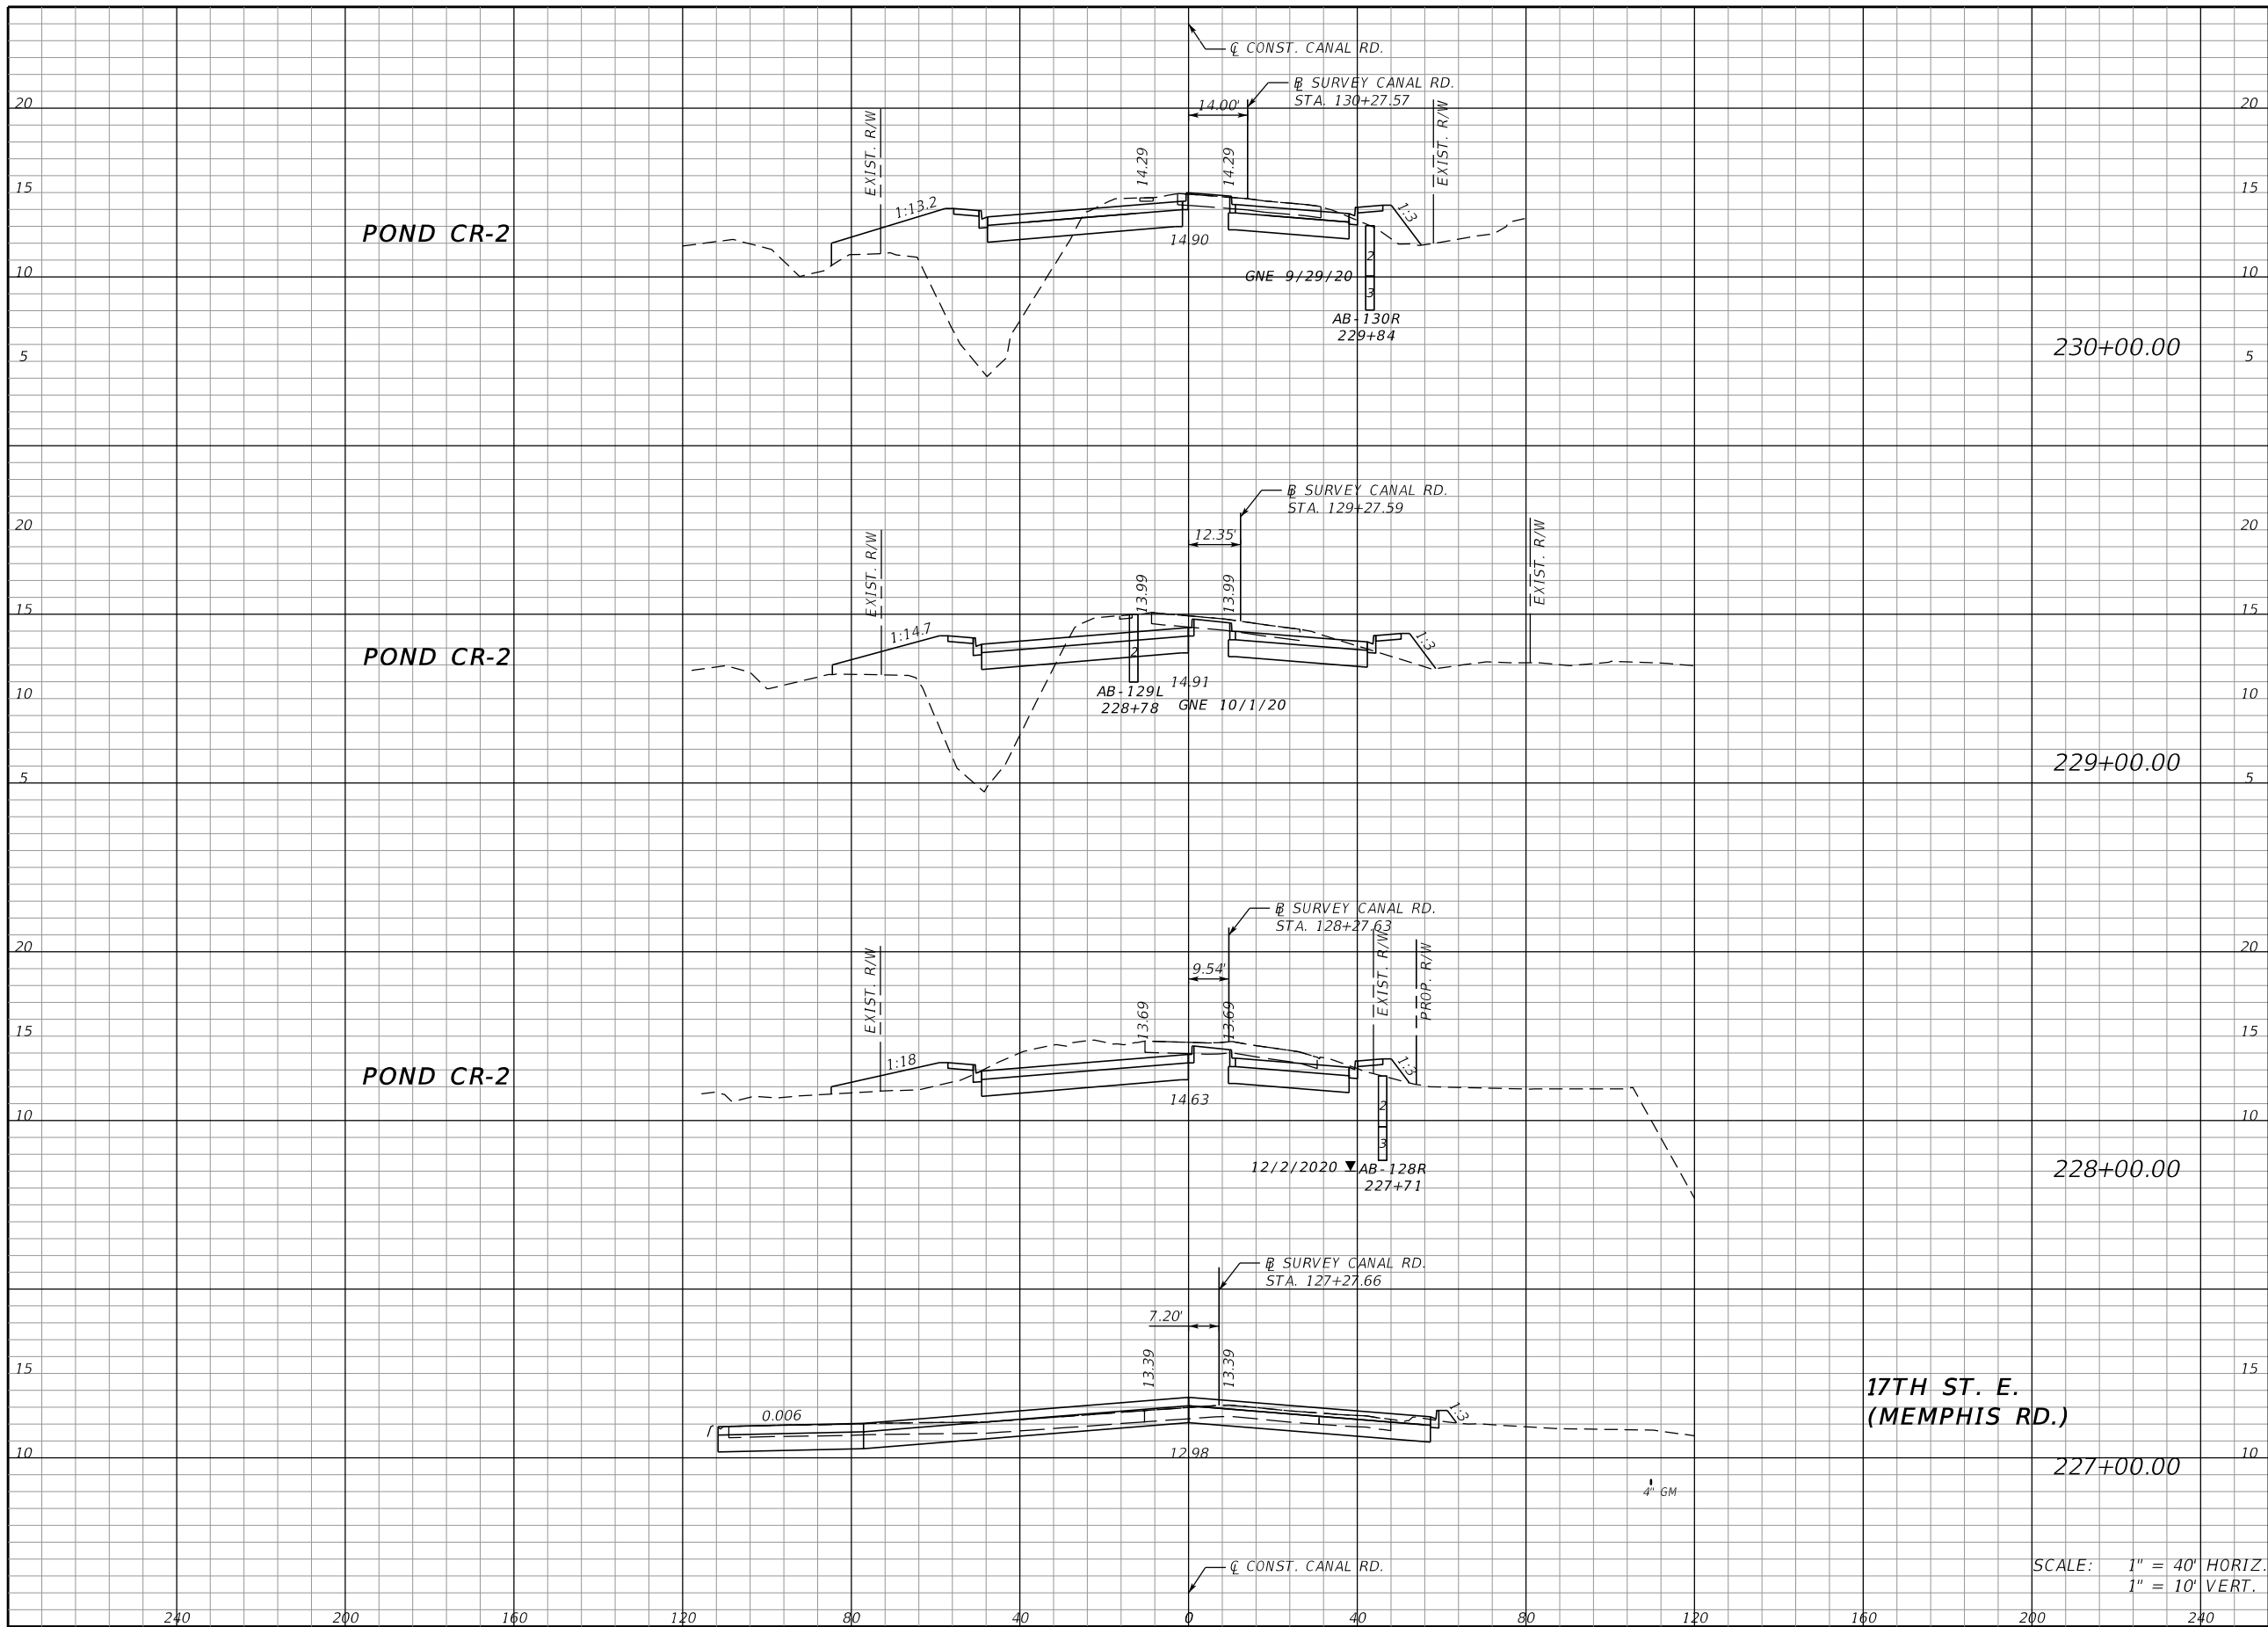 ℄ CONST. CANAL RD.
BL SURVEY CANAL RD.
STA. 130+27.57
14.00'
20
20
EXIST. R/W
EXIST. R/W
14.29
14.29
15
15
1:13.2
1:3
POND CR-2
14.90
2
GNE 9/29/20
10
10
3
AB-130R
229+84
230+00.00
5
5
BL SURVEY CANAL RD.
STA. 129+27.59
12.35'
20
20
EXIST. R/W
EXIST. R/W
13.99
13.99
15
15
1:14.7
1:3
POND CR-2
2
14.91
10
10
AB-129L
228+78
GNE 10/1/20
229+00.00
5
5
BL SURVEY CANAL RD.
STA. 128+27.63
9.54'
20
20
EXIST. R/W
EXIST. R/W
PROP. R/W
13.69
13.69
15
15
1:18
1:3
POND CR-2
14.63
2
10
10
3
12/2/2020
AB-128R
227+71
228+00.00
BL SURVEY CANAL RD.
STA. 127+27.66
7.20'
13.39
13.39
15
15
17TH ST. E.
(MEMPHIS RD.)
0.006
1:3
12.98
10
10
227+00.00
4" GM
℄ CONST. CANAL RD.
SCALE: 1" = 40' HORIZ.
1" = 10' VERT.
240 200 160 120 80 40 0 40 80 120 160 200 240